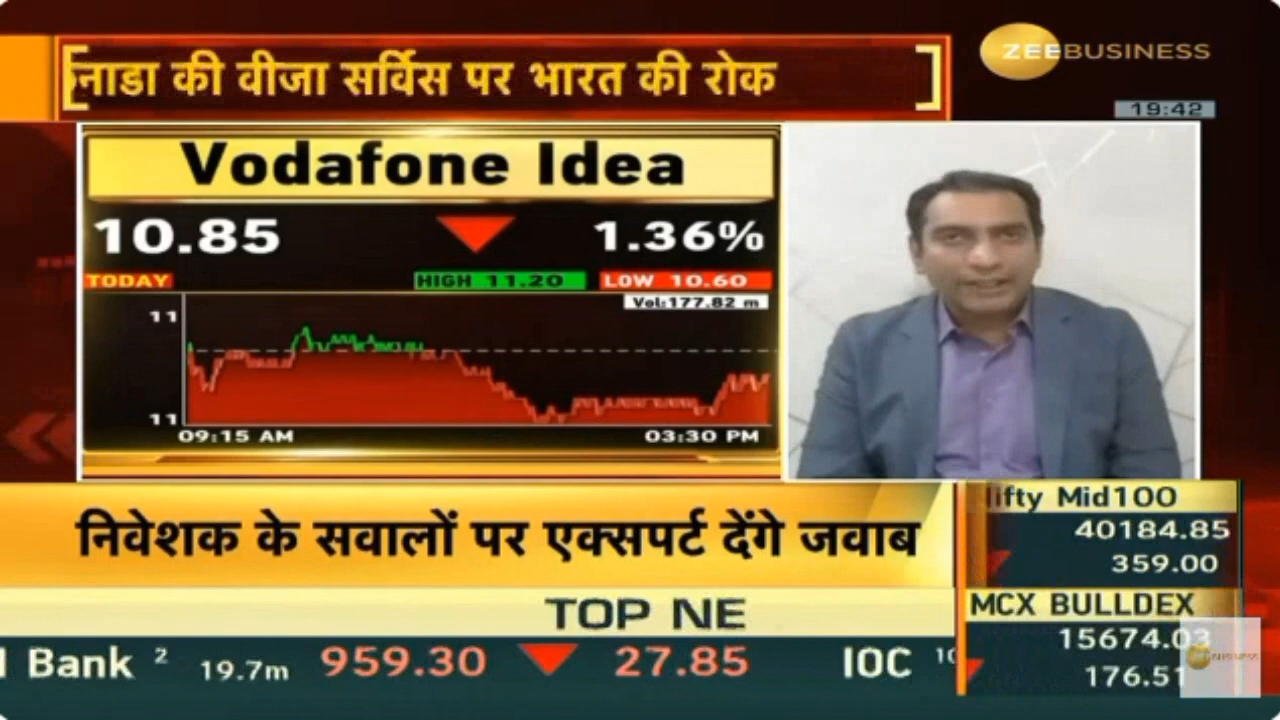 नाडा की वीजा सर्विस पर भारत की रोक
ZEEBUSINESS
19:42
Vodafone Idea
10.85 1.36%
TODAY HIGH 11.20 LOW 10.60
Vol:177.82 m
11
11
09:15 AM 03:30 PM
निवेशक के सवालों पर एक्सपर्ट देंगे जवाब
TOP NE
Bank 2 19.7m 959.30 27.85 IOC 10
ifty Mid100
40184.85
359.00
MCX BULLDEX
15674.03
176.51